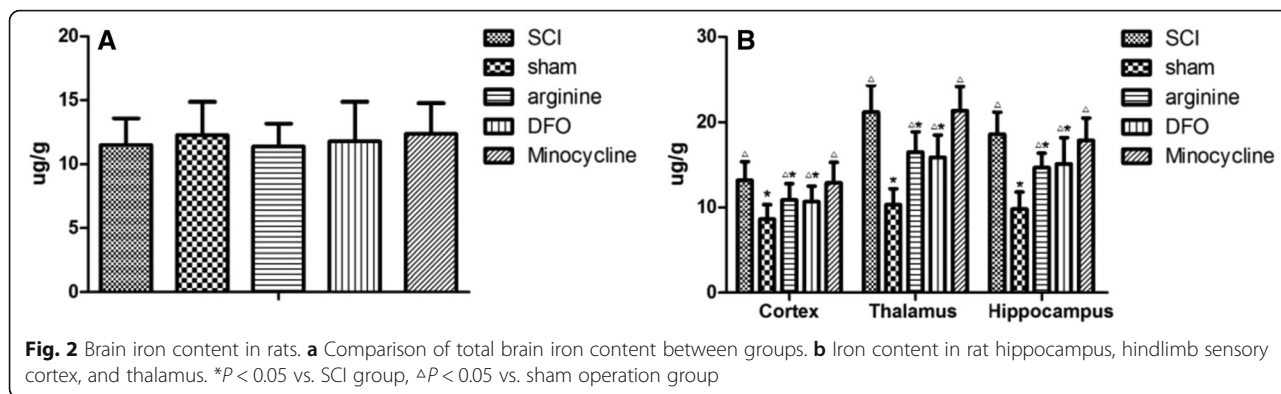 A
20
15
10
5
0
ug/g
SCI
sham
arginine
DFO
Minocycline
B
30
20
10
0
ug/g
△
*
△*
△*
△
△
*
△*
△*
△
△
*
△*
△*
△
Cortex Thalamus Hippocampus
SCI
sham
arginine
DFO
Minocycline
Fig. 2 Brain iron content in rats. a Comparison of total brain iron content between groups. b Iron content in rat hippocampus, hindlimb sensory
cortex, and thalamus. *P < 0.05 vs. SCI group, △P < 0.05 vs. sham operation group